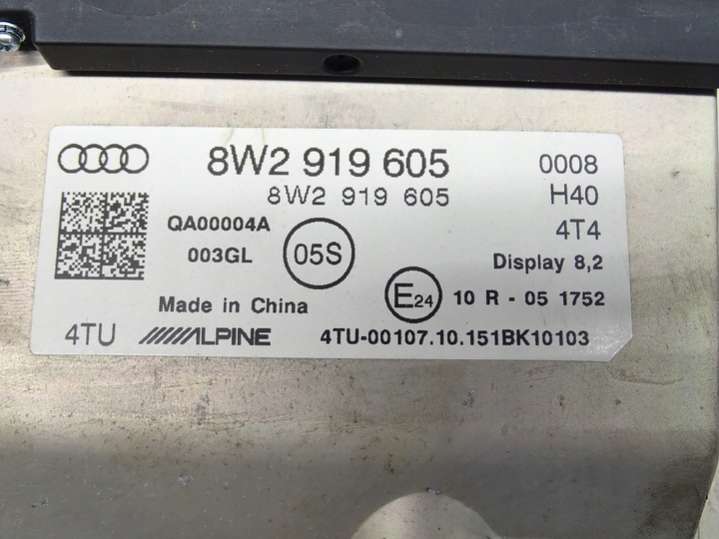 8W2 919 605 0008
8W2 919 605 H40
QA00004A 4T4
003GL 05S Display 8,2
Made in China E24 10 R - 05 1752
4TU ALPINE 4TU-00107.10.151BK10103